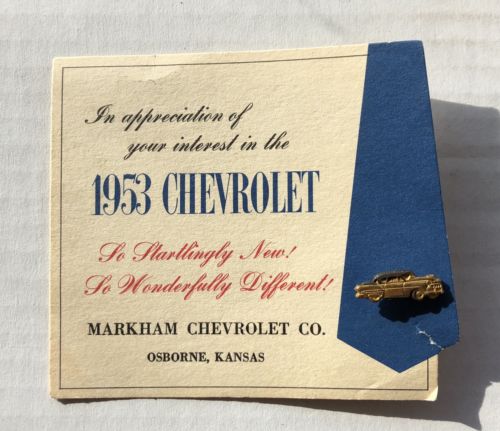 In appreciation of
your interest in the
1953 CHEVROLET
So Startlingly New!
So Wonderfully Different!
MARKHAM CHEVROLET CO.
OSBORNE, KANSAS